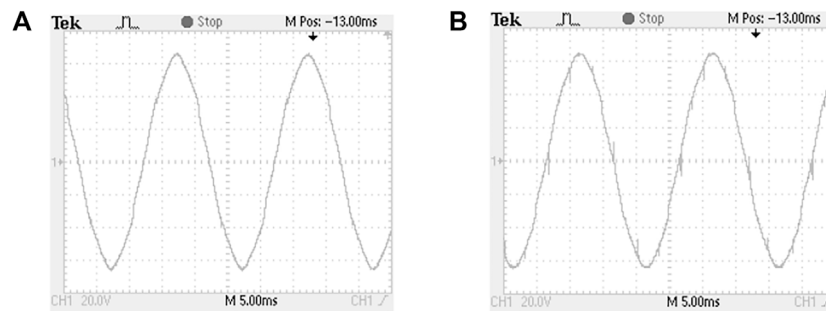 A
Tek Stop M Pos: -13.00ms
1
CH1 20.0V M 5.00ms CH1
B
Tek Stop M Pos: -13.00ms
1
CH1 20.0V M 5.00ms CH1